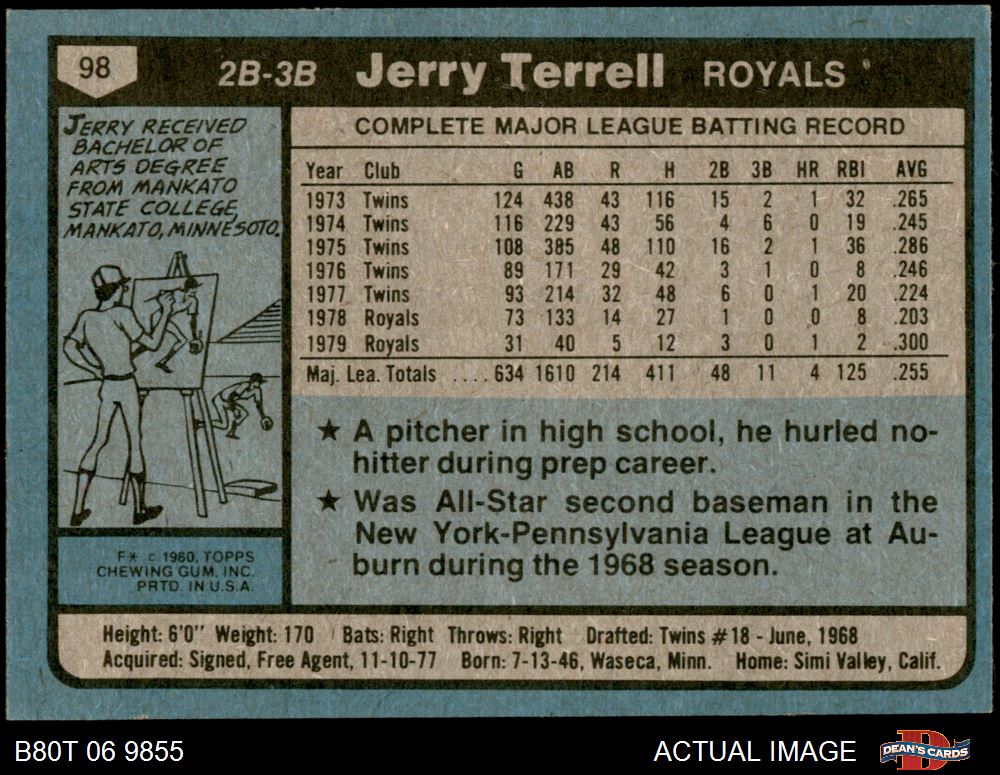 98 2B-3B Jerry Terrell ROYALS
JERRY RECEIVED
BACHELOR OF
ARTS DEGREE
FROM MANKATO
STATE COLLEGE,
MANKATO, MINNESOTO.
COMPLETE MAJOR LEAGUE BATTING RECORD
Year Club G AB R H 2B 3B HR RBI AVG
1973 Twins 124 438 43 116 15 2 1 32 .265
1974 Twins 116 229 43 56 4 6 0 19 .245
1975 Twins 108 385 48 110 16 2 1 36 .286
1976 Twins 89 171 29 42 3 1 0 8 .246
1977 Twins 93 214 32 48 6 0 1 20 .224
1978 Royals 73 133 14 27 1 0 0 8 .203
1979 Royals 31 40 5 12 3 0 1 2 .300
Maj. Lea. Totals ....634 1610 214 411 48 11 4 125 .255
★ A pitcher in high school, he hurled no-
hitter during prep career.
★ Was All-Star second baseman in the
New York-Pennsylvania League at Au-
burn during the 1968 season.
F* © 1980, TOPPS
CHEWING GUM, INC.
PRTD. IN U.S.A.
Height: 6'0" Weight: 170 Bats: Right Throws: Right Drafted: Twins #18 - June, 1968
Acquired: Signed, Free Agent, 11-10-77 Born: 7-13-46, Waseca, Minn. Home: Simi Valley, Calif.
B80T 06 9855 ACTUAL IMAGE DEAN'S CARDS